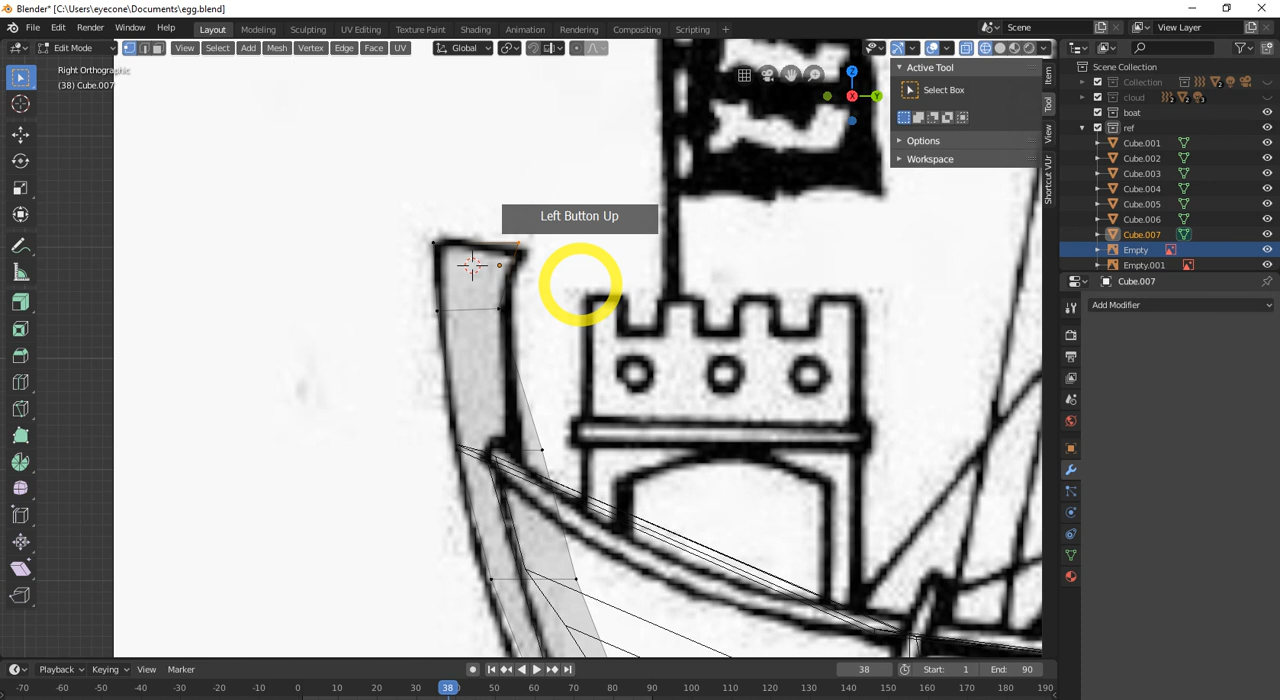 Blender* [C:\Users\eyecone\Documents\egg.blend]
File Edit Render Window Help Layout Modeling Sculpting UV Editing Texture Paint Shading Animation Rendering Compositing Scripting + Scene View Layer
Edit Mode View Select Add Mesh Vertex Edge Face UV Global
Right Orthographic
(38) Cube.007
Active Tool
Select Box
Options
Workspace
Item
Tool
View
Shortcut VUr
Z
X
Y
Left Button Up
Scene Collection
Collection 2
cloud 2 2 3
boat
ref
Cube.001
Cube.002
Cube.003
Cube.004
Cube.005
Cube.006
Cube.007
Empty
Empty.001
Cube.007
Add Modifier
Playback Keying View Marker 38 Start: 1 End: 90
-70 -60 -50 -40 -30 -20 -10 0 10 20 30 38 50 60 70 80 90 100 110 120 130 140 150 160 170 180 190